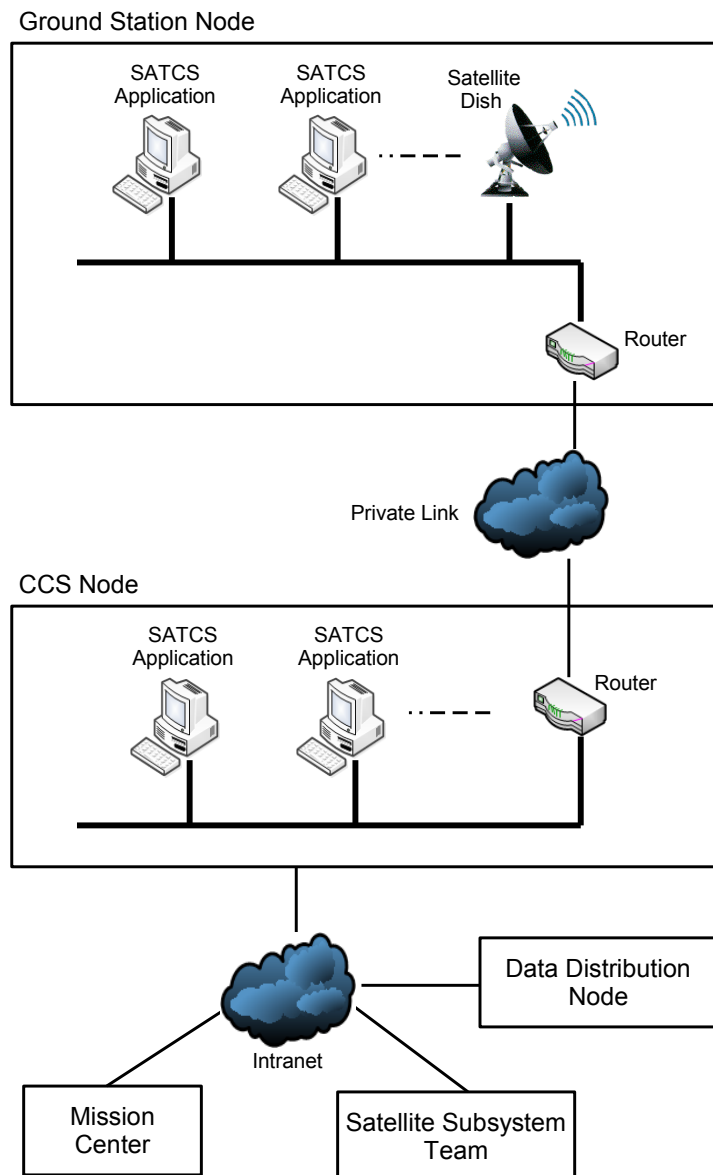 Ground Station Node
SATCS
Application
SATCS
Application
Satellite
Dish
Router
Private Link
CCS Node
SATCS
Application
SATCS
Application
Router
Data Distribution
Node
Intranet
Mission
Center
Satellite Subsystem
Team